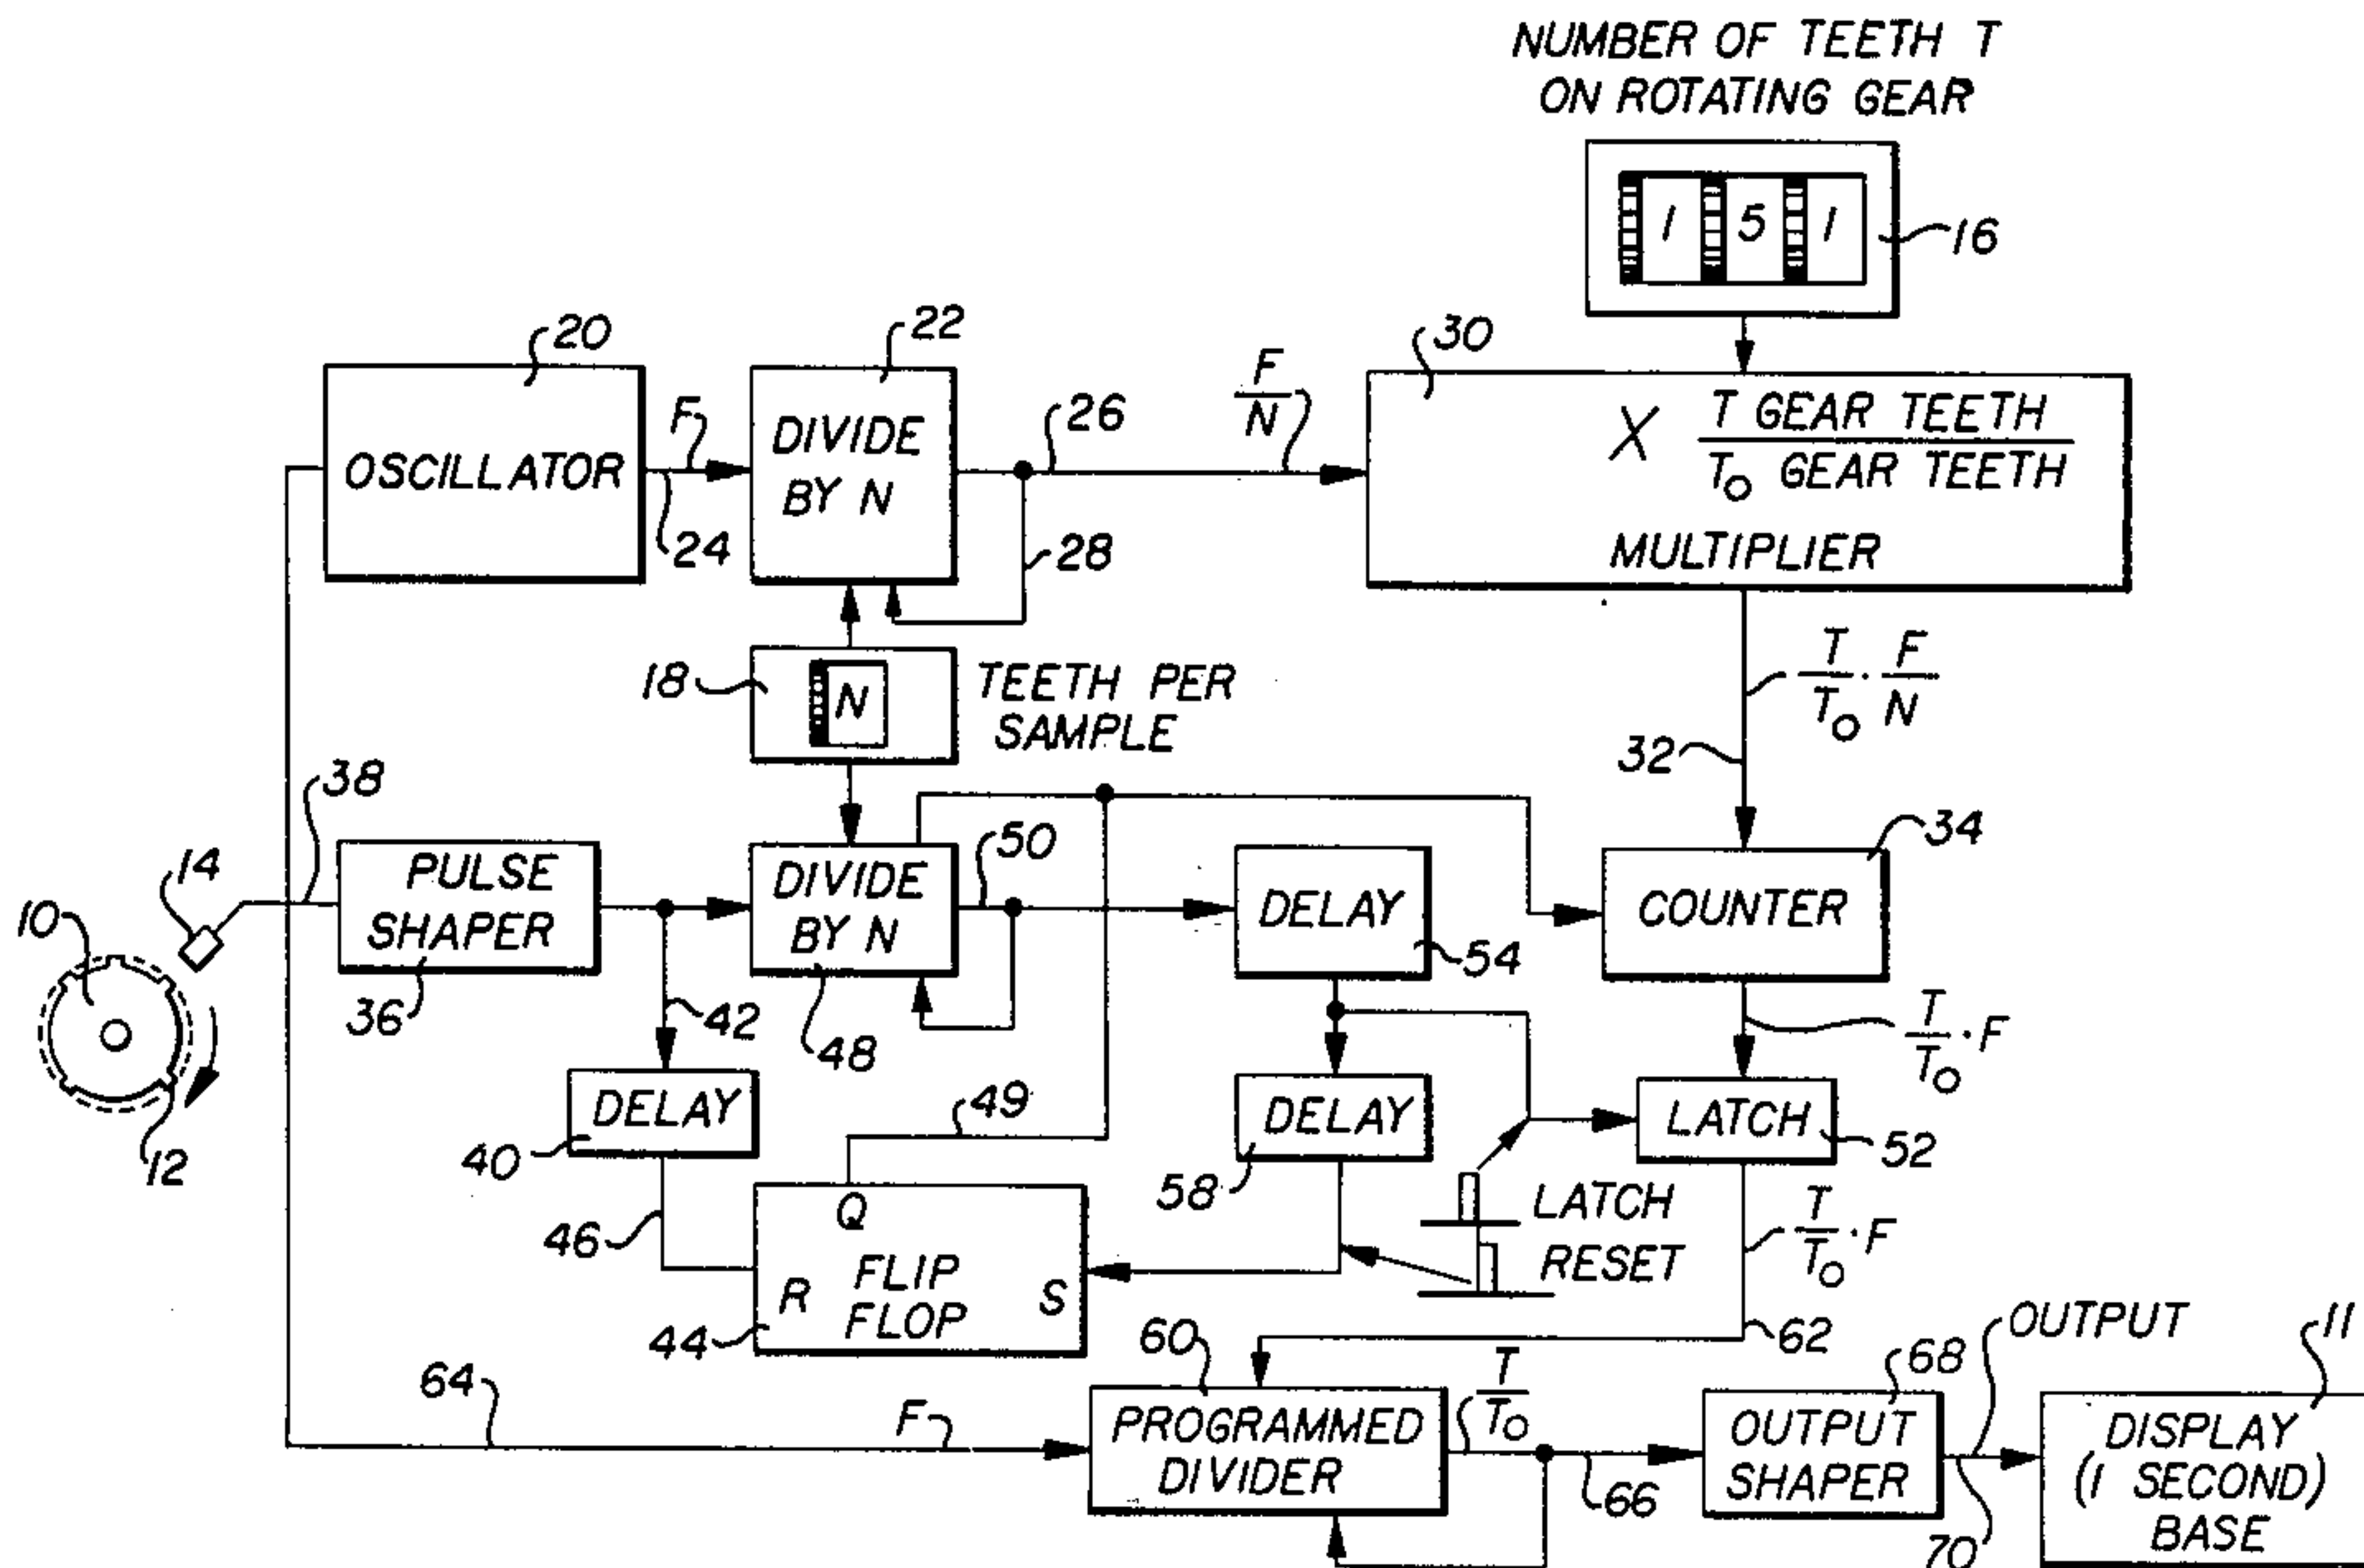 NUMBER OF TEETH T
ON ROTATING GEAR
1 5 1
16
20
22
30
OSCILLATOR
F
24
DIVIDE
BY N
26
28
F/N
X T GEAR TEETH / T₀ GEAR TEETH
MULTIPLIER
18
N
TEETH PER
SAMPLE
T/T₀ · F/N
32
38
14
10
12
PULSE
SHAPER
36
42
DIVIDE
BY N
48
50
DELAY
54
COUNTER
34
T/T₀ · F
DELAY
40
46
49
DELAY
58
LATCH
52
LATCH
RESET
T/T₀ · F
62
Q
R
FLIP
FLOP
S
44
64
F
60
PROGRAMMED
DIVIDER
T/T₀
66
68
OUTPUT
SHAPER
OUTPUT
70
11
DISPLAY
(1 SECOND)
BASE